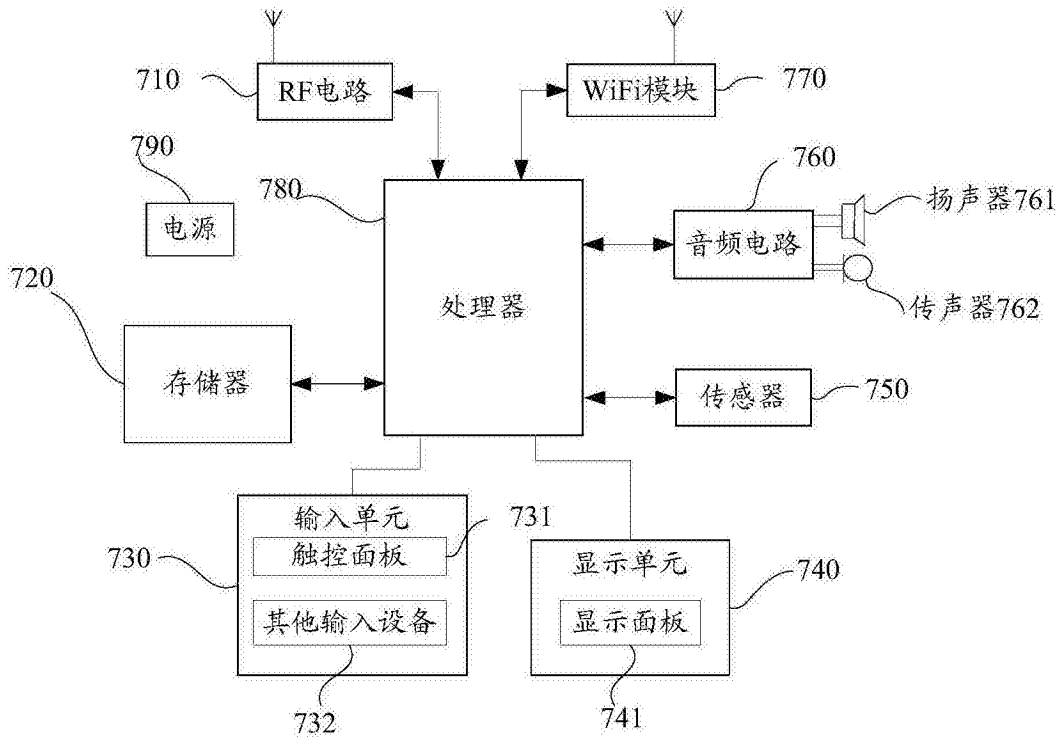 710
RF电路
WiFi模块
770
790
电源
780
760
音频电路
扬声器761
传声器762
720
存储器
处理器
传感器
750
输入单元
731
触控面板
730
其他输入设备
732
显示单元
740
显示面板
741